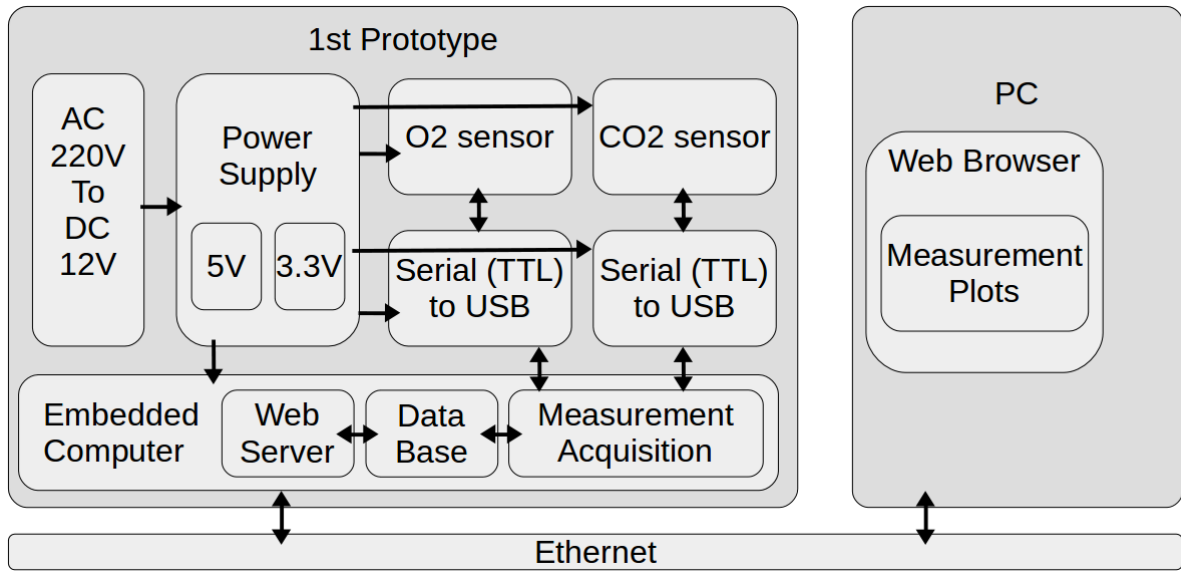 1st Prototype
AC
220V
To
DC
12V
Power
Supply
5V
3.3V
O2 sensor
CO2 sensor
Serial (TTL)
to USB
Serial (TTL)
to USB
Embedded
Computer
Web
Server
Data
Base
Measurement
Acquisition
PC
Web Browser
Measurement
Plots
Ethernet